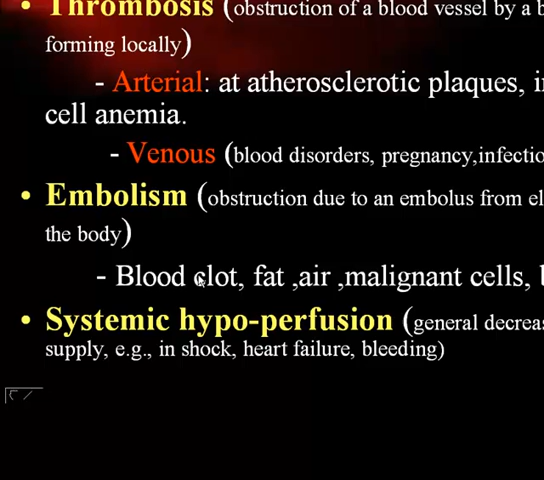 • Thrombosis (obstruction of a blood vessel by a
forming locally)
- Arterial: at atherosclerotic plaques,
cell anemia.
- Venous (blood disorders, pregnancy,infectio
• Embolism (obstruction due to an embolus from
the body)
- Blood clot, fat ,air ,malignant cells,
• Systemic hypo-perfusion (general decrea
supply, e.g., in shock, heart failure, bleeding)